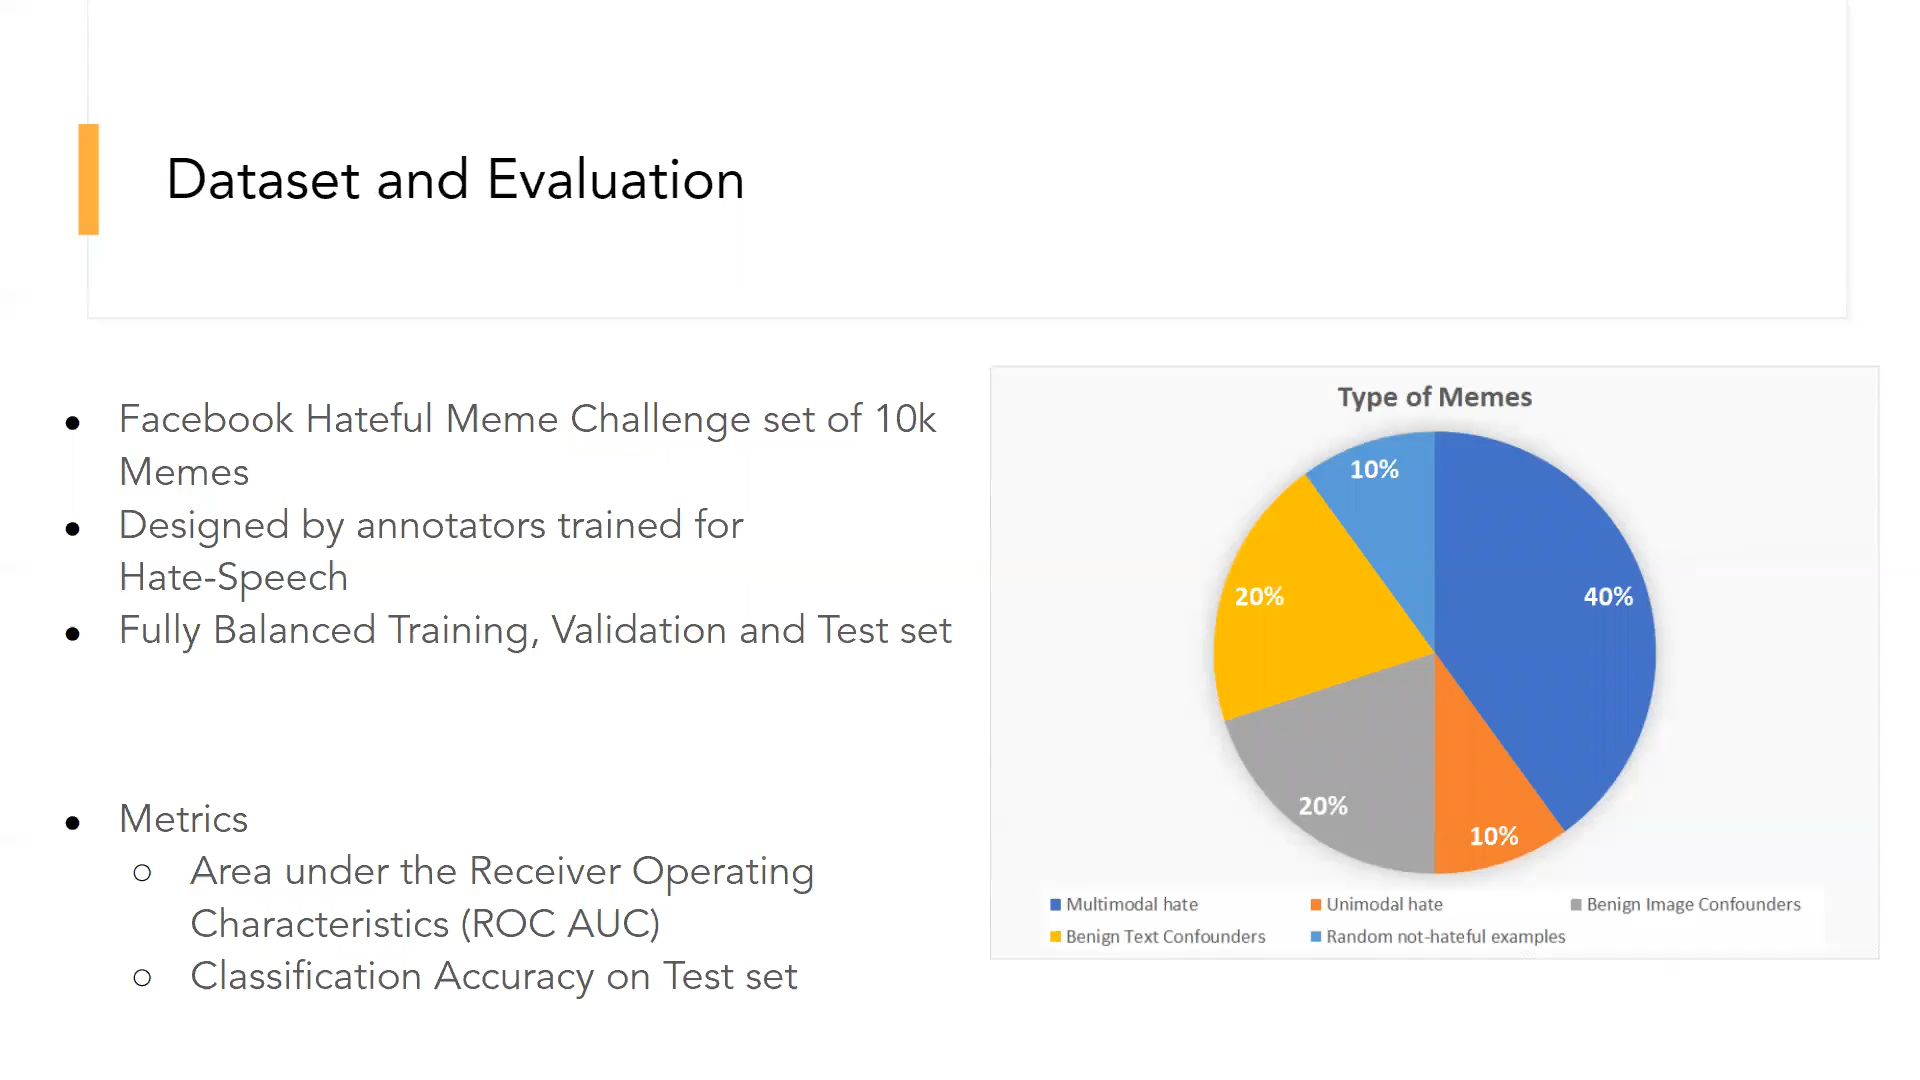 Dataset and Evaluation
● Facebook Hateful Meme Challenge set of 10k
Memes
● Designed by annotators trained for
Hate-Speech
● Fully Balanced Training, Validation and Test set
● Metrics
○ Area under the Receiver Operating
Characteristics (ROC AUC)
○ Classification Accuracy on Test set
Type of Memes
10%
20%
40%
20%
10%
Multimodal hate
Unimodal hate
Benign Image Confounders
Benign Text Confounders
Random not-hateful examples